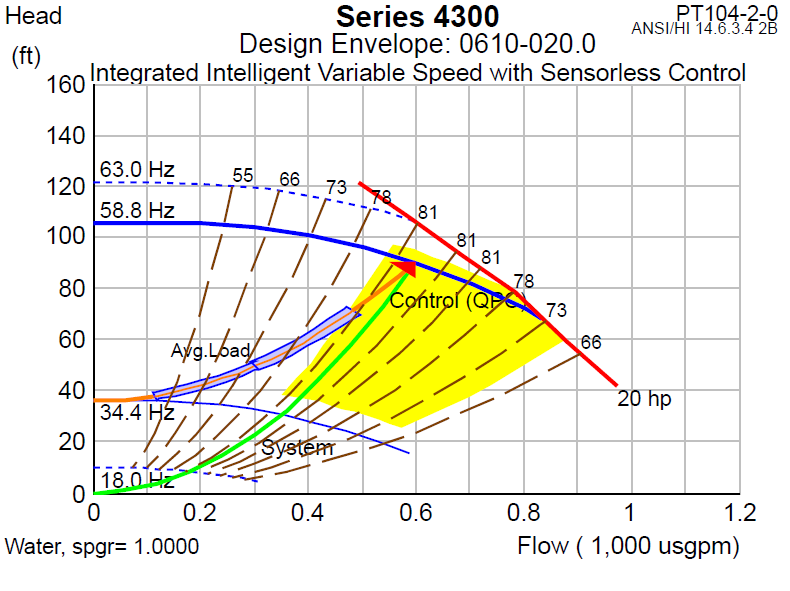 Head
Series 4300
PT104-2-0
ANSI/HI 14.6.3.4 2B
(ft)
Design Envelope: 0610-020.0
Integrated Intelligent Variable Speed with Sensorless Control
160
140
120
100
80
60
40
20
0
63.0 Hz
58.8 Hz
55
66
73
78
81
81
81
78
73
66
Control (QPC)
Avg.Load
34.4 Hz
20 hp
System
18.0 Hz
0 0.2 0.4 0.6 0.8 1 1.2
Water, spgr= 1.0000
Flow ( 1,000 usgpm)